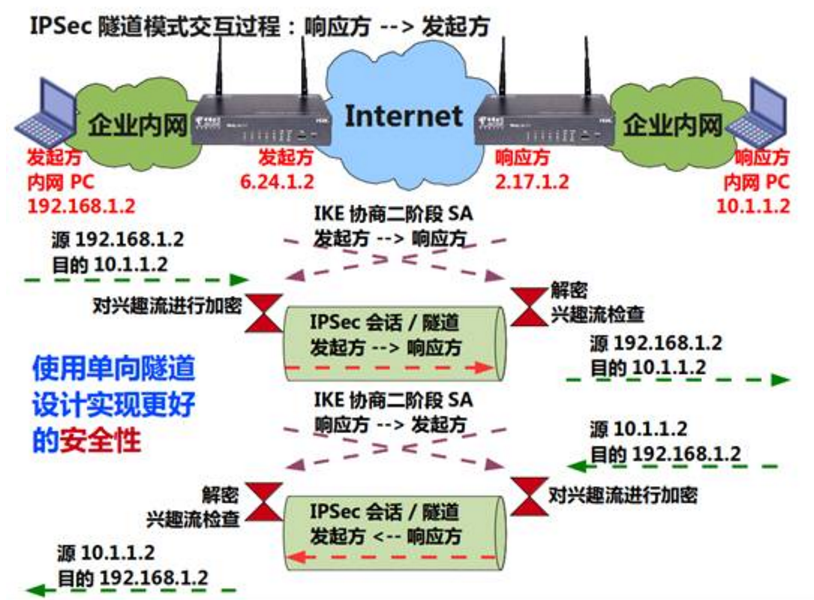 IPSec 隧道模式交互过程：响应方 --> 发起方
企业内网
Internet
企业内网
发起方
内网 PC
192.168.1.2
发起方
6.24.1.2
响应方
2.17.1.2
响应方
内网 PC
10.1.1.2
IKE 协商二阶段 SA
发起方 --> 响应方
源 192.168.1.2
目的 10.1.1.2
对兴趣流进行加密
解密
兴趣流检查
IPSec 会话 / 隧道
发起方 --> 响应方
源 192.168.1.2
目的 10.1.1.2
使用单向隧道
设计实现更好
的安全性
IKE 协商二阶段 SA
响应方 --> 发起方
源 10.1.1.2
目的 192.168.1.2
解密
兴趣流检查
对兴趣流进行加密
IPSec 会话 / 隧道
发起方 <-- 响应方
源 10.1.1.2
目的 192.168.1.2